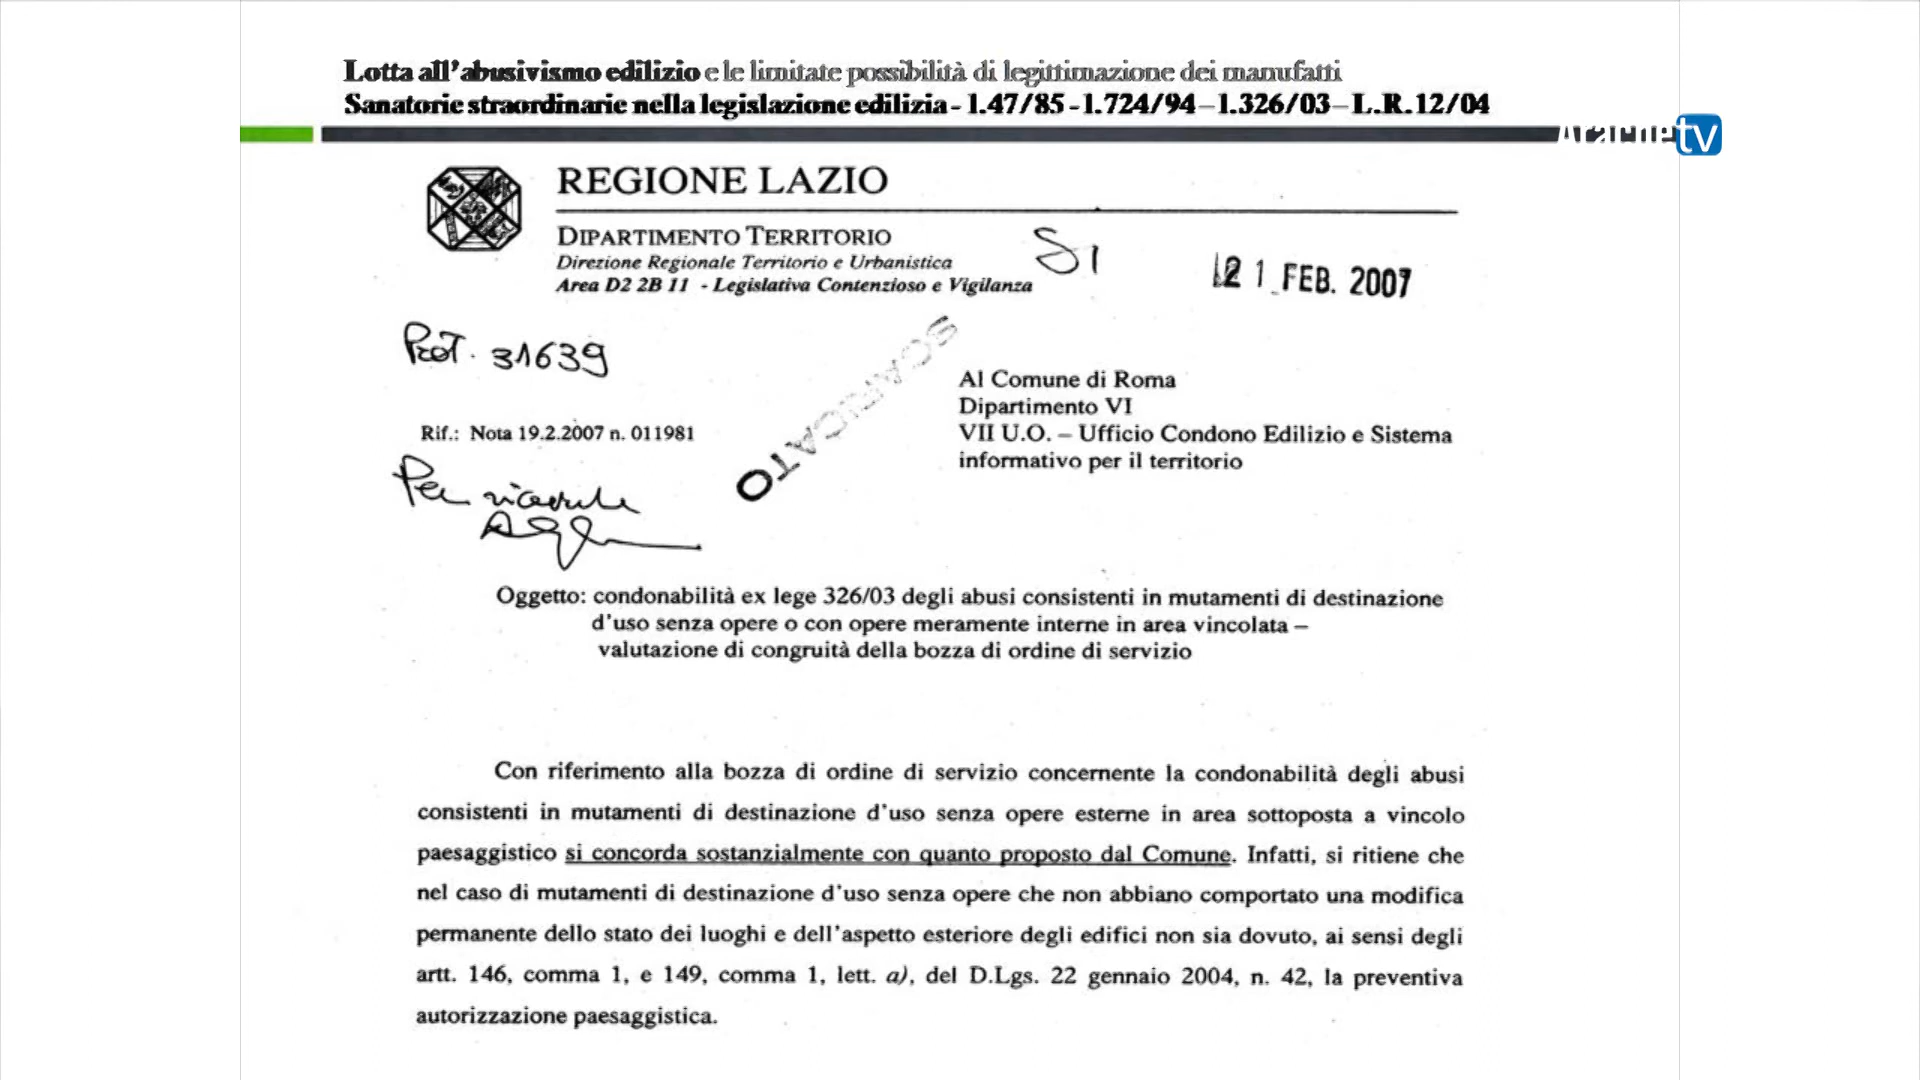 Lotta all'abusivismo edilizio e le limitate possibilità di legittimazione dei manufatti
Sanatorie straordinarie nella legislazione edilizia - l.47/85 - l.724/94 – l.326/03 – L.R.12/04
Arachne tv
REGIONE LAZIO
DIPARTIMENTO TERRITORIO
Direzione Regionale Territorio e Urbanistica
Area D2 2B 11 - Legislativa Contenzioso e Vigilanza
SI
21 FEB. 2007
Prot. 31639
SCARICATO
Al Comune di Roma
Dipartimento VI
VII U.O. – Ufficio Condono Edilizio e Sistema
informativo per il territorio
Rif.: Nota 19.2.2007 n. 011981
Per
Oggetto: condonabilità ex lege 326/03 degli abusi consistenti in mutamenti di destinazione
d'uso senza opere o con opere meramente interne in area vincolata –
valutazione di congruità della bozza di ordine di servizio
Con riferimento alla bozza di ordine di servizio concernente la condonabilità degli abusi
consistenti in mutamenti di destinazione d'uso senza opere esterne in area sottoposta a vincolo
paesaggistico si concorda sostanzialmente con quanto proposto dal Comune. Infatti, si ritiene che
nel caso di mutamenti di destinazione d'uso senza opere che non abbiano comportato una modifica
permanente dello stato dei luoghi e dell'aspetto esteriore degli edifici non sia dovuto, ai sensi degli
artt. 146, comma 1, e 149, comma 1, lett. a), del D.Lgs. 22 gennaio 2004, n. 42, la preventiva
autorizzazione paesaggistica.